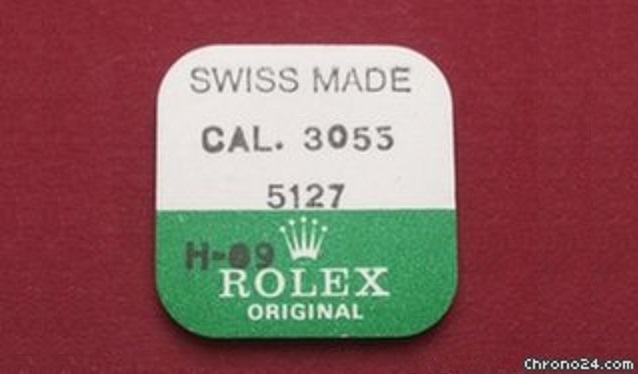 SWISS MADE
CAL. 3055
5127
H-09
ROLEX
ORIGINAL
Chrono24.com